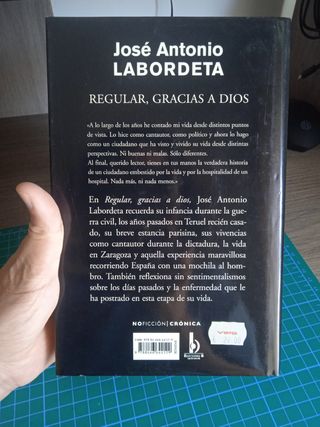 José Antonio
LABORDETA
REGULAR, GRACIAS A DIOS
«A lo largo de los años he contado mi vida desde distintos puntos
de vista. Lo hice como cantautor, como político y ahora lo hago
como un ciudadano que ha visto y vivido su vida desde distintas
perspectivas. Ni buenas ni malas. Sólo diferentes.
Al final, querido lector, tienes en tus manos la verdadera historia
de un ciudadano embestido por la vida y por la hospitalidad de un
hospital. Nada más, ni nada menos.»
En Regular, gracias a dios, José Antonio
Labordeta recuerda su infancia durante la gue-
rra civil, los años pasados en Teruel recién casa-
do, su breve estancia parisina, sus vivencias
como cantautor durante la dictadura, la vida
en Zaragoza y aquella experiencia maravillosa
recorriendo España con una mochila al hom-
bro. También reflexiona sin sentimentalismos
sobre los días pasados y la enfermedad que le
ha postrado en esta etapa de su vida.
NOFICCIÓN|CRÓNICA